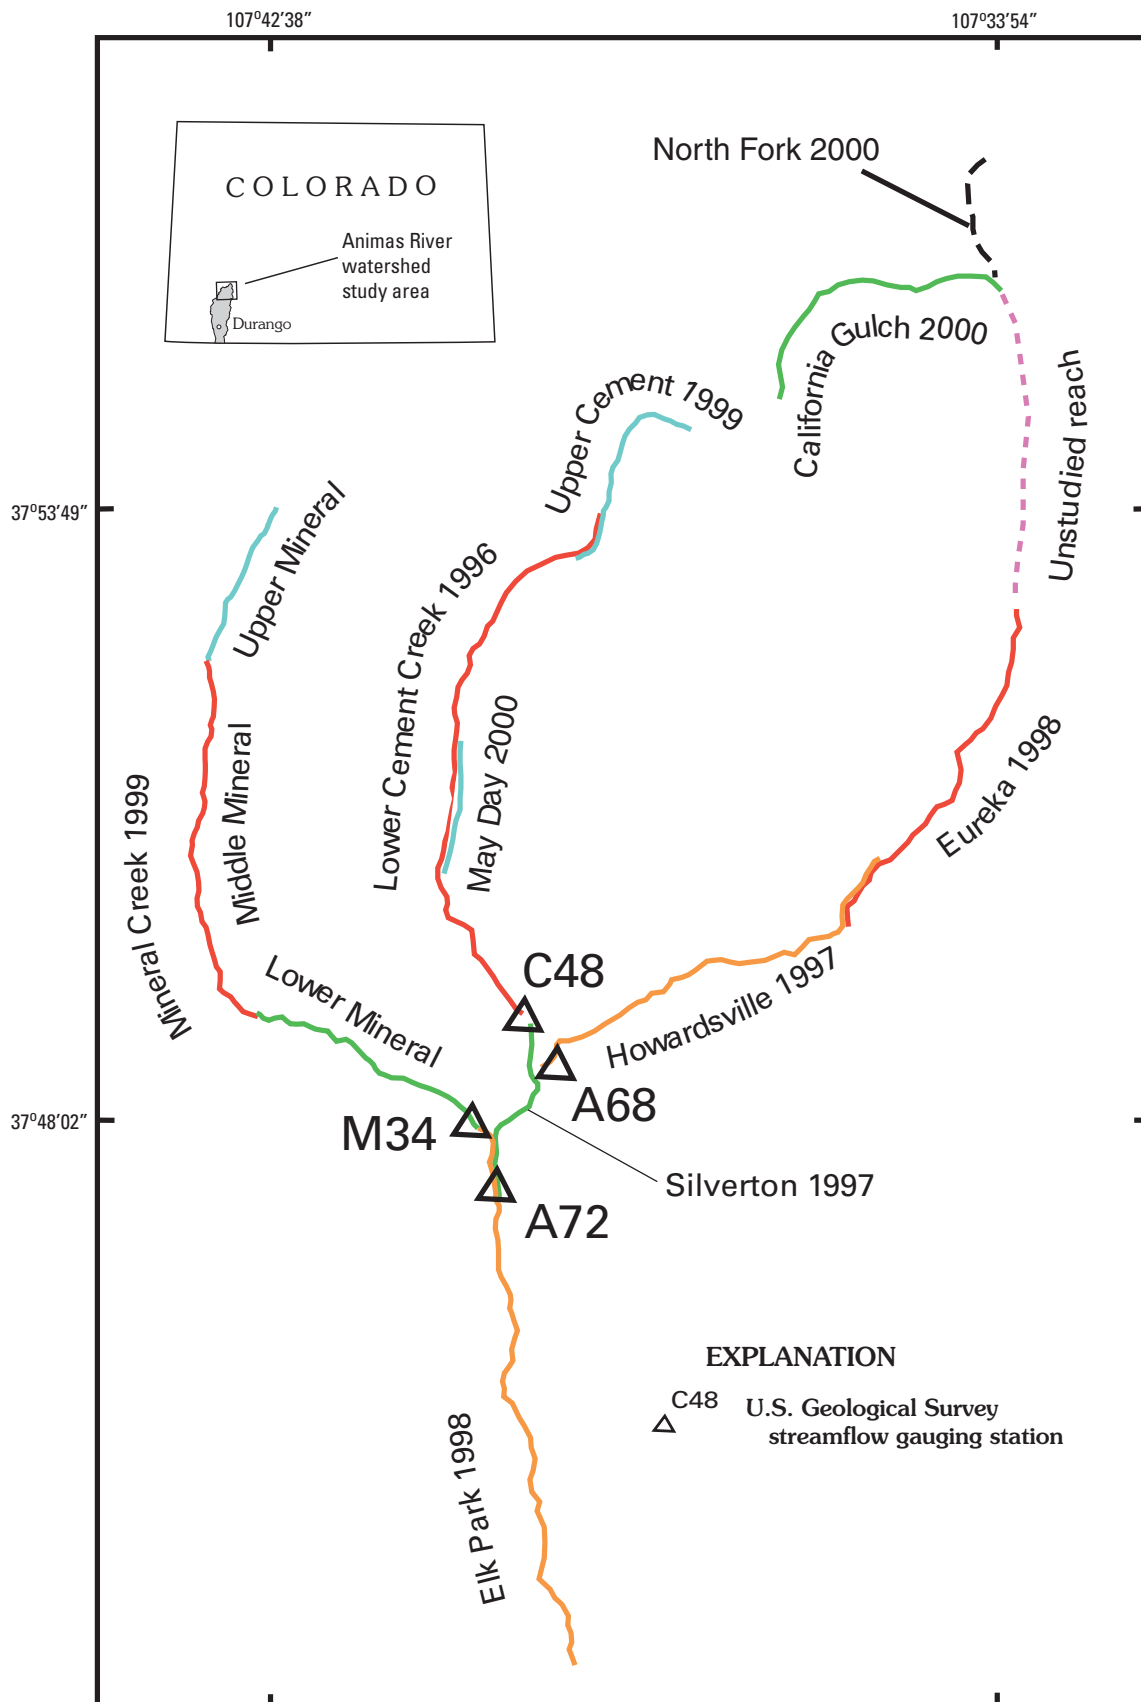 107°42'38"
107°33'54"
COLORADO
Animas River
watershed
study area
Durango
North Fork 2000
California Gulch 2000
Upper Cement 1999
Unstudied reach
37°53'49"
Upper Mineral
Lower Cement Creek 1996
May Day 2000
Eureka 1998
Middle Mineral
Mineral Creek 1999
Lower Mineral
C48
Howardsville 1997
A68
37°48'02"
M34
Silverton 1997
A72
EXPLANATION
C48
U.S. Geological Survey
streamflow gauging station
Elk Park 1998